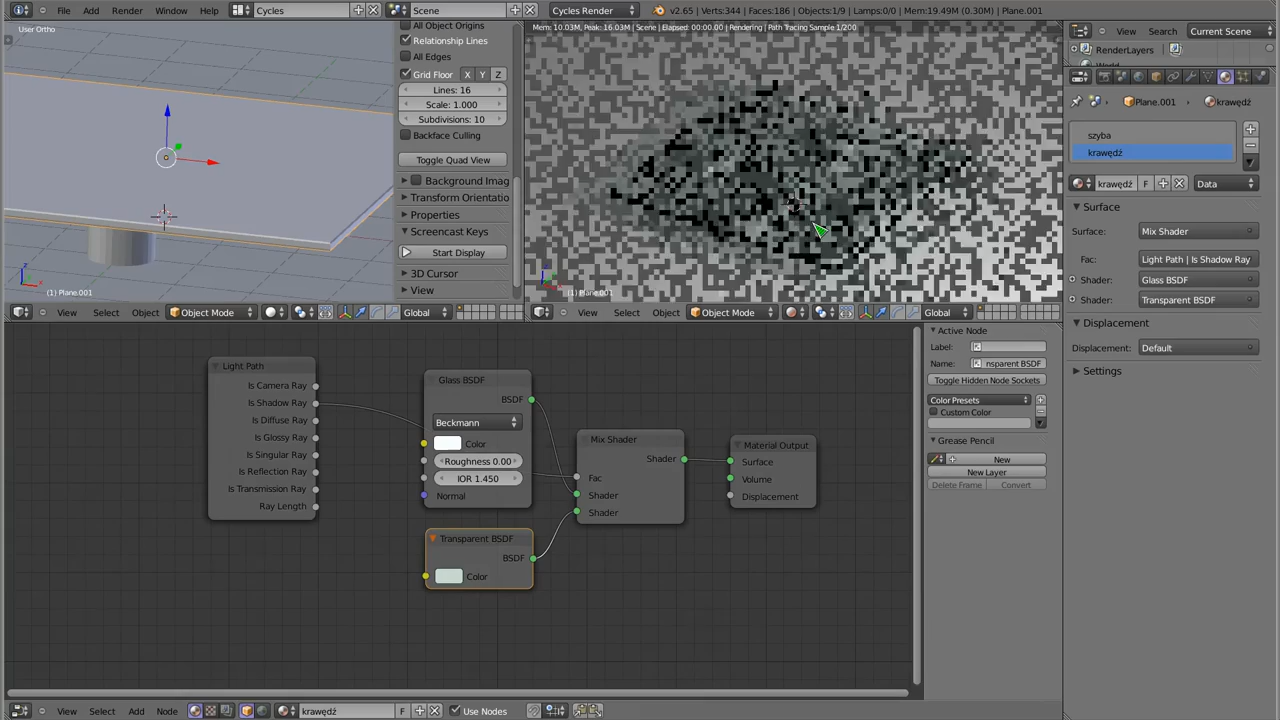 File Add Render Window Help Cycles Scene Cycles Render v2.65 | Verts:344 | Faces:186 | Objects:1/9 | Lamps:0/0 | Mem:19.49M (0.30M) | Plane.001
User Ortho
(1) Plane.001
View Select Object Object Mode Global
All Object Origins
Relationship Lines
All Edges
Grid Floor X Y Z
Lines: 16
Scale: 1.000
Subdivisions: 10
Backface Culling
Toggle Quad View
Background Imag
Transform Orientatio
Properties
Screencast Keys
Start Display
3D Cursor
View
Mem: 10.03M, Peak: 16.03M | Scene | Elapsed: 00:00.00 | Rendering | Path Tracing Sample 1/200
(1) Plane.001
View Select Object Object Mode Global
View Search Current Scene
RenderLayers
World
Plane.001 krawędź
szyba
krawędź
krawędź F Data
Surface
Surface: Mix Shader
Fac: Light Path | Is Shadow Ray
Shader: Glass BSDF
Shader: Transparent BSDF
Displacement
Displacement: Default
Settings
Light Path
Is Camera Ray
Is Shadow Ray
Is Diffuse Ray
Is Glossy Ray
Is Singular Ray
Is Reflection Ray
Is Transmission Ray
Ray Length
Glass BSDF
BSDF
Beckmann
Color
Roughness 0.00
IOR 1.450
Normal
Transparent BSDF
BSDF
Color
Mix Shader
Shader
Fac
Shader
Shader
Material Output
Surface
Volume
Displacement
Active Node
Label:
Name: nsparent BSDF
Toggle Hidden Node Sockets
Color Presets
Custom Color
Grease Pencil
New
New Layer
Delete Frame Convert
View Select Add Node krawędź F Use Nodes